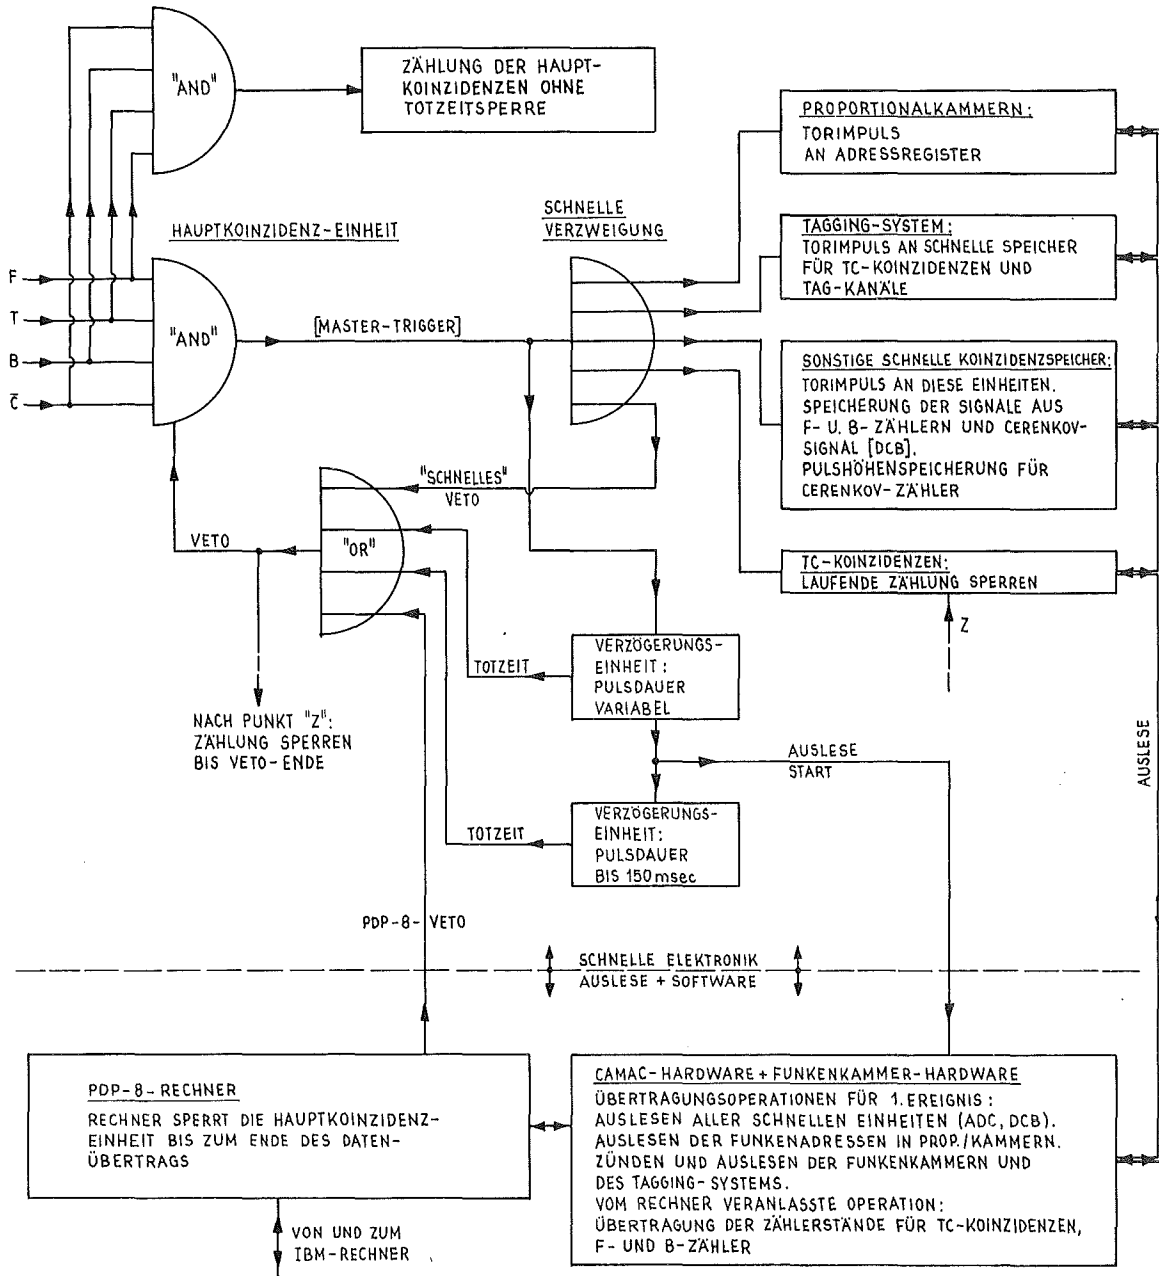 "AND"
ZÄHLUNG DER HAUPT-
KOINZIDENZEN OHNE
TOTZEITSPERRE
PROPORTIONALKAMMERN:
TORIMPULS
AN ADRESSREGISTER
HAUPTKOINZIDENZ-EINHEIT
SCHNELLE
VERZWEIGUNG
TAGGING-SYSTEM:
TORIMPULS AN SCHNELLE SPEICHER
FÜR TC-KOINZIDENZEN UND
TAG-KANÄLE
F
T
B
C̅
"AND"
[MASTER-TRIGGER]
SONSTIGE SCHNELLE KOINZIDENZSPEICHER:
TORIMPULS AN DIESE EINHEITEN.
SPEICHERUNG DER SIGNALE AUS
F- U. B- ZÄHLERN UND CERENKOV-
SIGNAL [DCB].
PULSHÖHENSPEICHERUNG FÜR
CERENKOV-ZÄHLER
"SCHNELLES"
VETO
VETO
"OR"
TC-KOINZIDENZEN:
LAUFENDE ZÄHLUNG SPERREN
Z
TOTZEIT
VERZÖGERUNGS-
EINHEIT:
PULSDAUER
VARIABEL
NACH PUNKT "Z":
ZÄHLUNG SPERREN
BIS VETO-ENDE
AUSLESE
START
AUSLESE
TOTZEIT
VERZÖGERUNGS-
EINHEIT:
PULSDAUER
BIS 150 msec
PDP-8-VETO
SCHNELLE ELEKTRONIK
AUSLESE + SOFTWARE
PDP-8-RECHNER
RECHNER SPERRT DIE HAUPTKOINZIDENZ-
EINHEIT BIS ZUM ENDE DES DATEN-
ÜBERTRAGS
CAMAC-HARDWARE + FUNKENKAMMER-HARDWARE
ÜBERTRAGUNGSOPERATIONEN FÜR 1. EREIGNIS:
AUSLESEN ALLER SCHNELLEN EINHEITEN (ADC, DCB).
AUSLESEN DER FUNKENADRESSEN IN PROP./KAMMERN.
ZÜNDEN UND AUSLESEN DER FUNKENKAMMERN UND
DES TAGGING-SYSTEMS.
VOM RECHNER VERANLASSTE OPERATION:
ÜBERTRAGUNG DER ZÄHLERSTÄNDE FÜR TC-KOINZIDENZEN,
F- UND B-ZÄHLER
VON UND ZUM
IBM-RECHNER